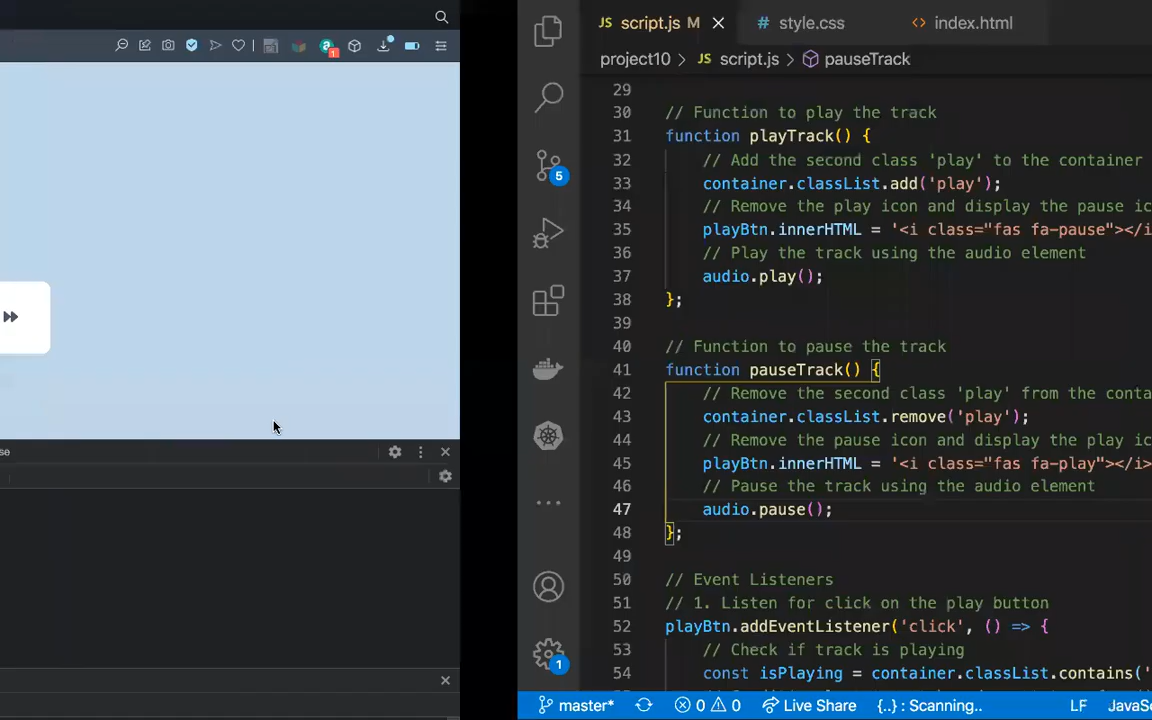 1
se
script.js M
# style.css
<> index.html
project10 > JS script.js > pauseTrack
29
30 // Function to play the track
31 function playTrack() {
32 // Add the second class 'play' to the container
33 container.classList.add('play');
34 // Remove the play icon and display the pause ic
35 playBtn.innerHTML = '<i class="fas fa-pause"></i
36 // Play the track using the audio element
37 audio.play();
38 };
39
40 // Function to pause the track
41 function pauseTrack() {
42 // Remove the second class 'play' from the conta
43 container.classList.remove('play');
44 // Remove the pause icon and display the play ic
45 playBtn.innerHTML = '<i class="fas fa-play"></i>
46 // Pause the track using the audio element
47 audio.pause();
48 };
49
50 // Event Listeners
51 // 1. Listen for click on the play button
52 playBtn.addEventListener('click', () => {
53 // Check if track is playing
54 const isPlaying = container.classList.contains('
5
1
master* 0 0 Live Share {..} : Scanning.. LF JavaSc